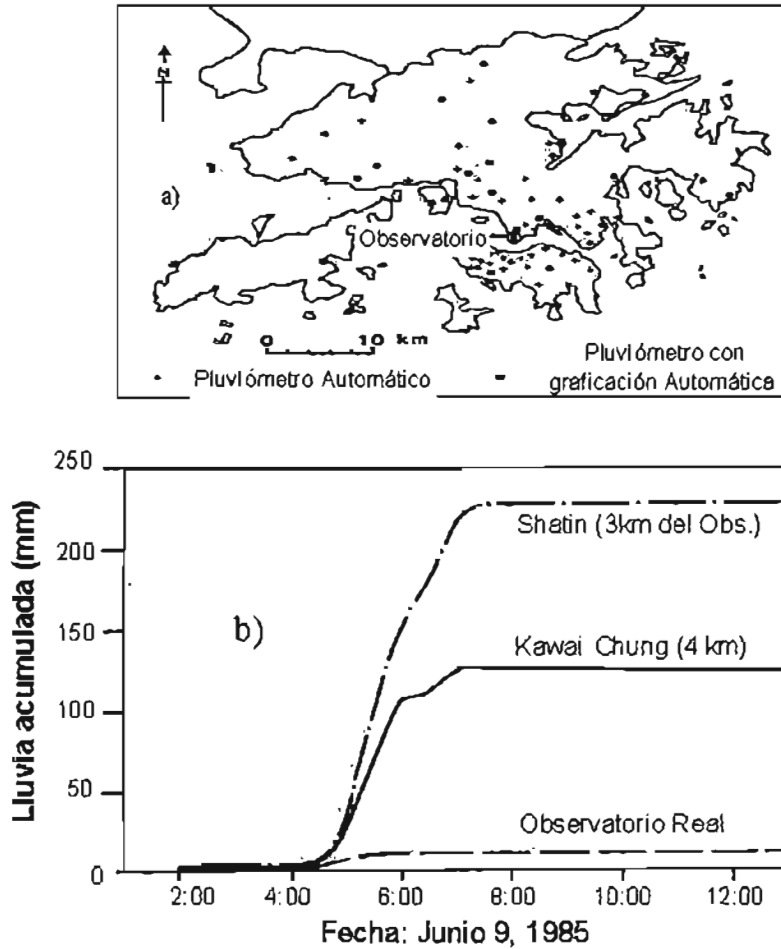 N
a)
Observatorio
0 10 km
Pluviómetro Automático
Pluviómetro con
graficación Automática
250
200
150
100
50
0
Lluvia acumulada (mm)
b)
Shatin (3km del Obs.)
Kawai Chung (4 km)
Observatorio Real
2:00 4:00 6:00 8:00 10:00 12:00
Fecha: Junio 9, 1985